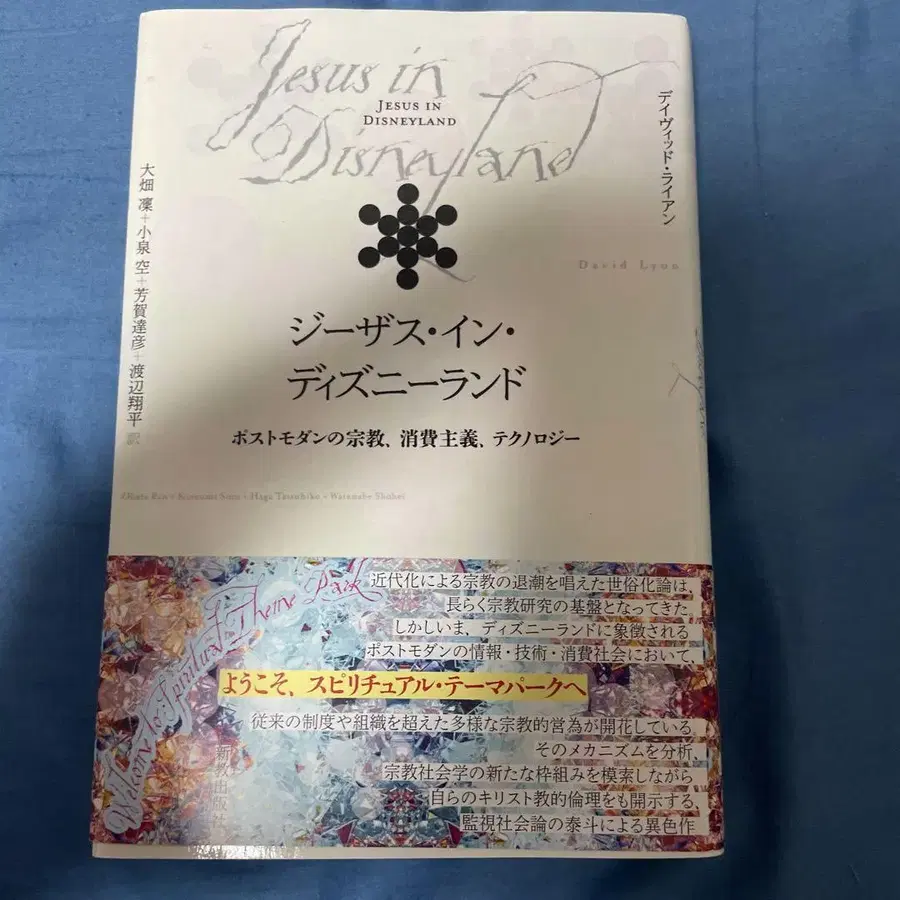 Jesus in
Disneyland
JESUS IN
DISNEYLAND
デイヴィッド・ライアン
David Lyon
大畑 凜+小泉 空+芳賀達彦+渡辺翔平 訳
ジーザス・イン・
ディズニーランド
ポストモダンの宗教、消費主義、テクノロジー
Ohata Rin + Koizumi Sora + Haga Tatsuhiko + Watanabe Shohei
Welcome to Spiritual Theme Park
近代化による宗教の退潮を唱えた世俗化論は、
長らく宗教研究の基盤となってきた
しかしいま、ディズニーランドに象徴される
ポストモダンの情報・技術・消費社会において、
ようこそ、スピリチュアル・テーマパークへ
従来の制度や組織を超えた多様な宗教的営為が開花している
そのメカニズムを分析、
宗教社会学の新たな枠組みを模索しながら
自らのキリスト教的倫理をも開示する、
監視社会論の泰斗による異色作
新教出版社